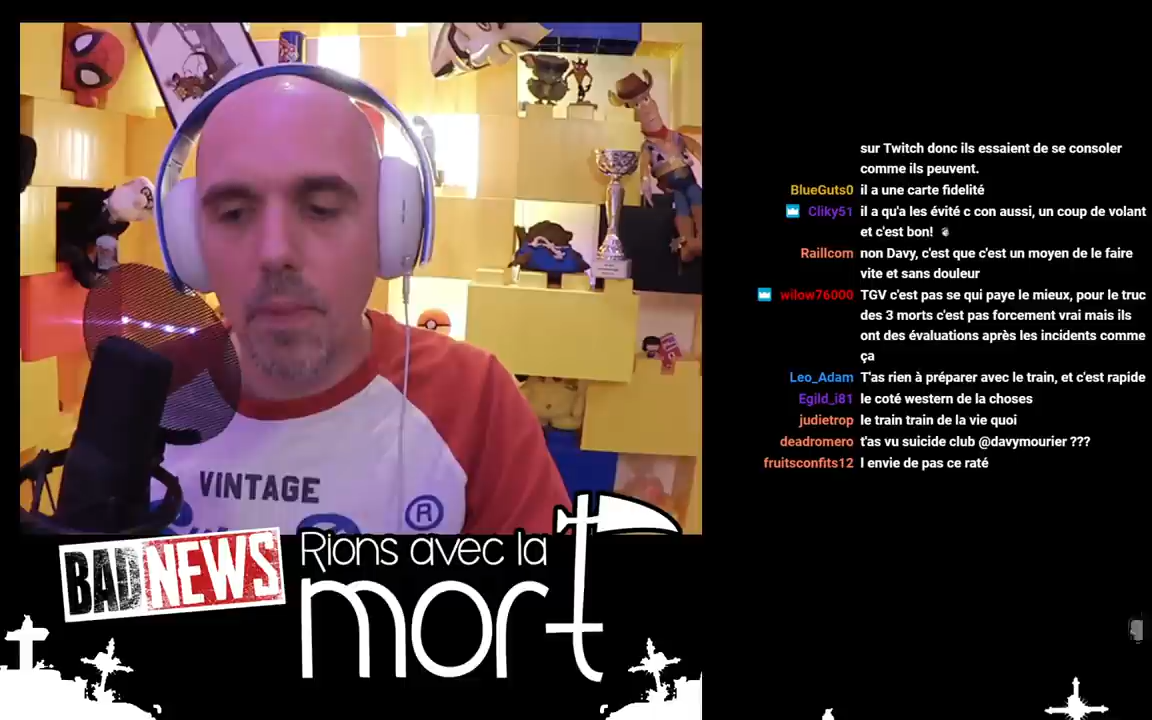 VINTAGE
®
BAD NEWS
Rions avec la
mort
sur Twitch donc ils essaient de se consoler
comme ils peuvent.
BlueGuts0 il a une carte fidelité
Cliky51 il a qu'a les évité c con aussi, un coup de volant
et c'est bon!
Raillcom non Davy, c'est que c'est un moyen de le faire
vite et sans douleur
wilow76000 TGV c'est pas se qui paye le mieux, pour le truc
des 3 morts c'est pas forcement vrai mais ils
ont des évaluations après les incidents comme
ça
Leo_Adam T'as rien à préparer avec le train, et c'est rapide
Egild_i81 le coté western de la choses
judietrop le train train de la vie quoi
deadromero t'as vu suicide club @davymourier ???
fruitsconfits12 l envie de pas ce raté